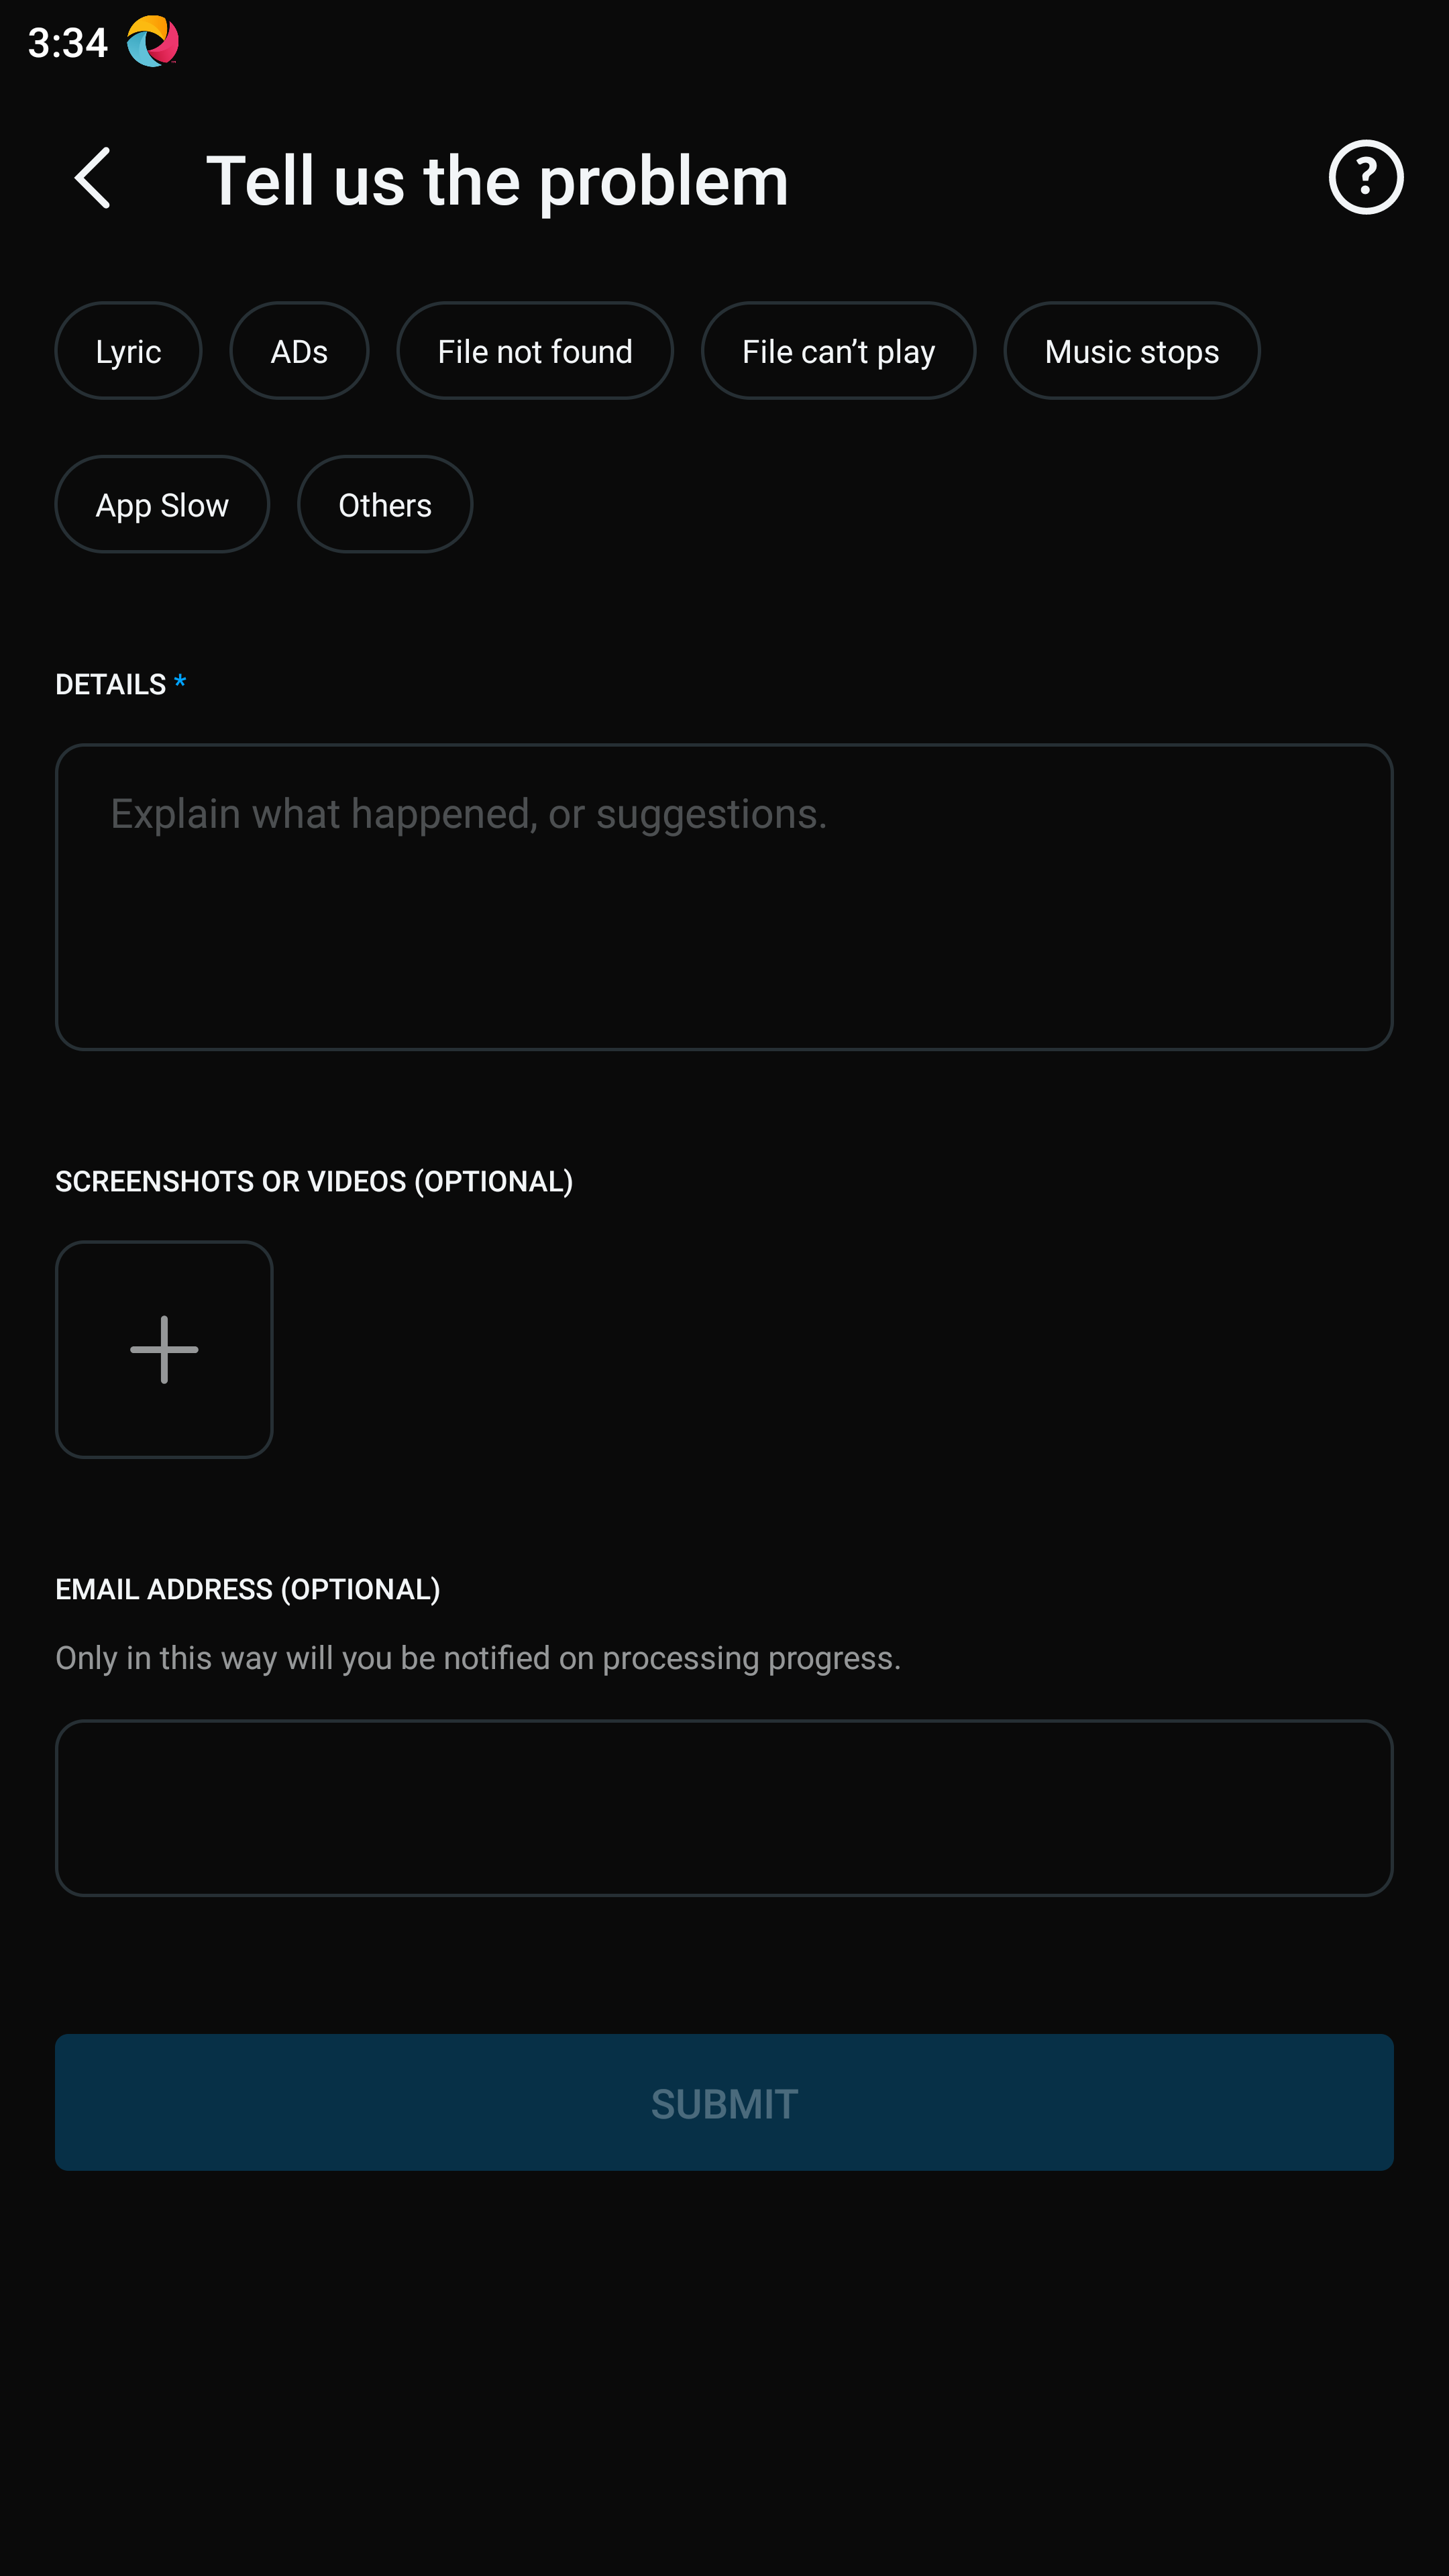 3:34
Tell us the problem
?
Lyric ADs File not found File can’t play Music stops
App Slow Others
DETAILS *
Explain what happened, or suggestions.
SCREENSHOTS OR VIDEOS (OPTIONAL)
EMAIL ADDRESS (OPTIONAL)
Only in this way will you be notified on processing progress.
SUBMIT